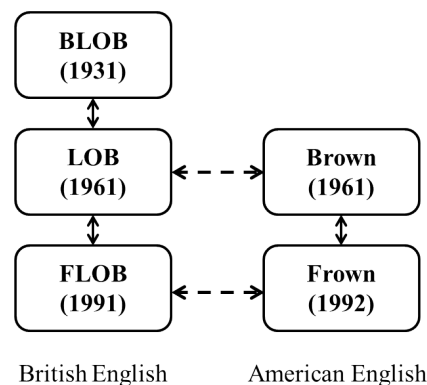 BLOB
(1931)
LOB
(1961)
Brown
(1961)
FLOB
(1991)
Frown
(1992)
British English
American English